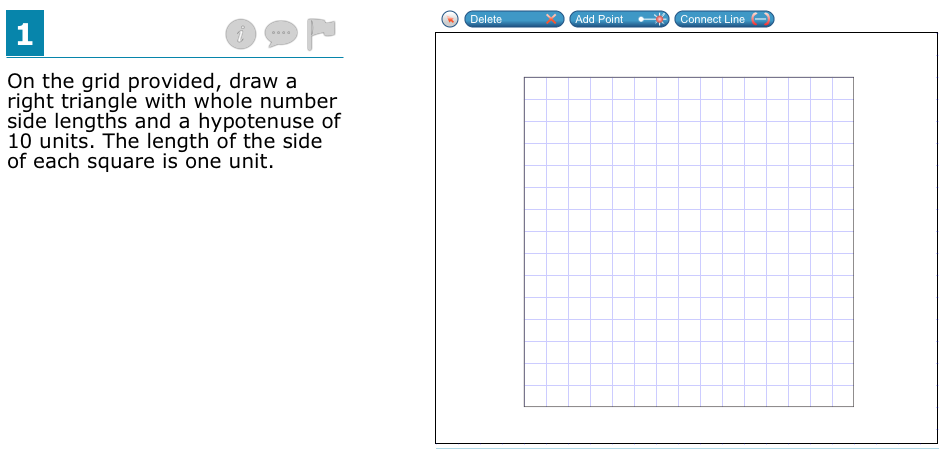 1
Delete
Add Point
Connect Line
On the grid provided, draw a
right triangle with whole number
side lengths and a hypotenuse of
10 units. The length of the side
of each square is one unit.